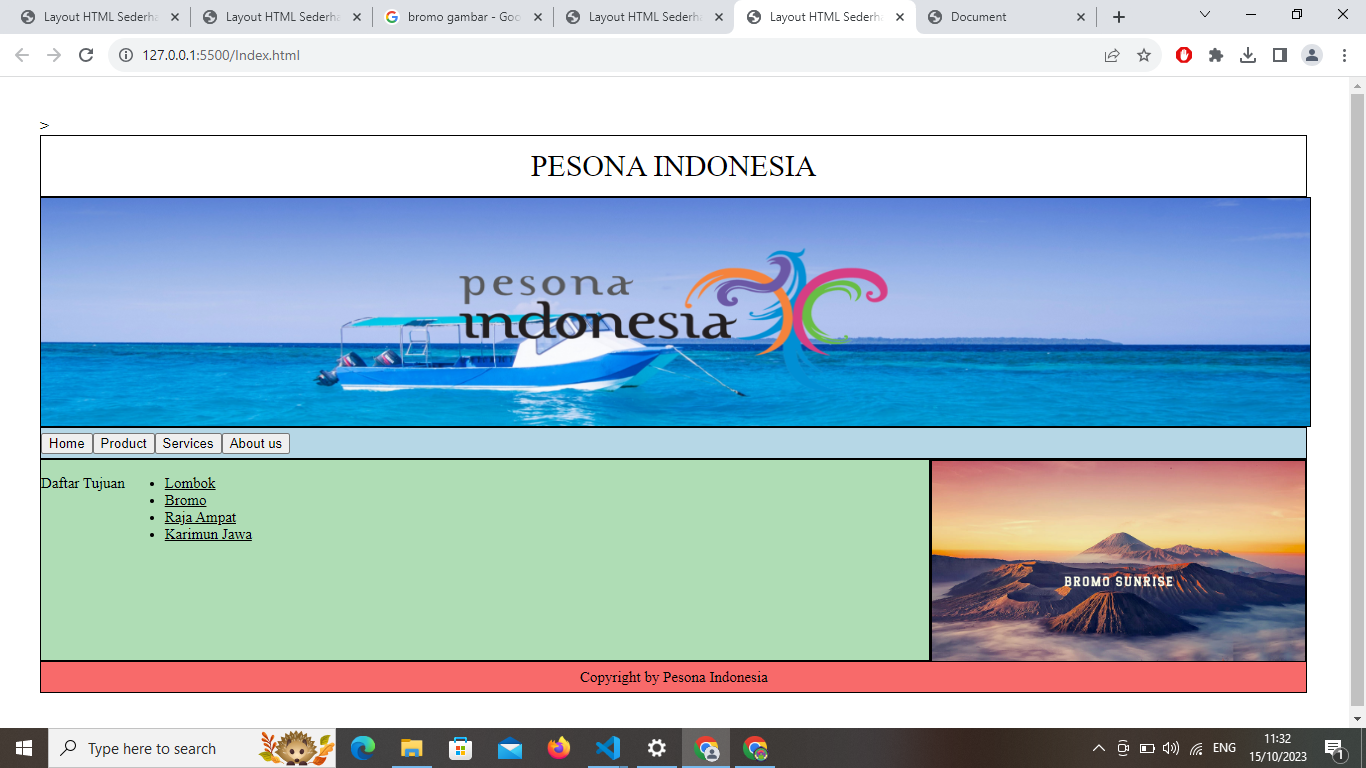 Layout HTML Sederha
Layout HTML Sederha
bromo gambar - Goo
Layout HTML Sederha
Layout HTML Sederha
Document
127.0.0.1:5500/Index.html
>
PESONA INDONESIA
pesona
indonesia
Home Product Services About us
Daftar Tujuan
Lombok
Bromo
Raja Ampat
Karimun Jawa
BROMO SUNRISE
Copyright by Pesona Indonesia
Type here to search
ENG
11:32
15/10/2023
1